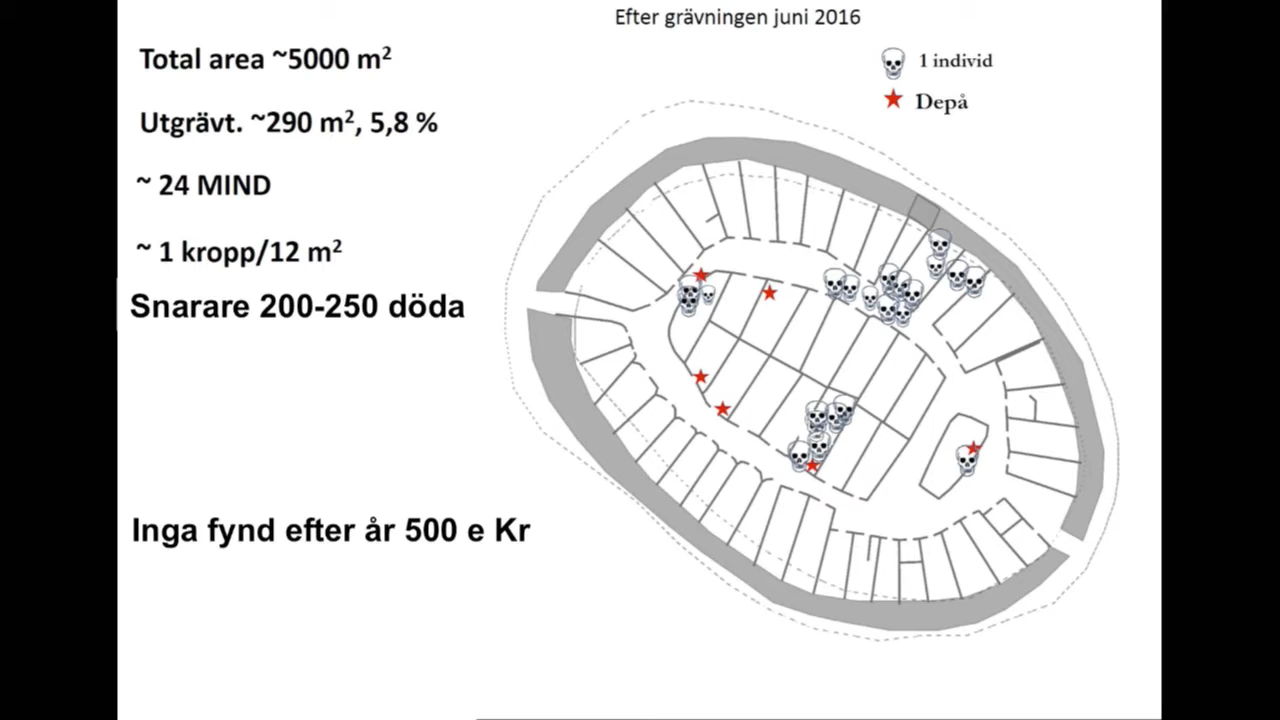 Efter grävningen juni 2016
Total area ~5000 m²
Utgrävt. ~290 m², 5,8 %
~ 24 MIND
~ 1 kropp/12 m²
Snarare 200-250 döda
Inga fynd efter år 500 e Kr
1 individ
Depå